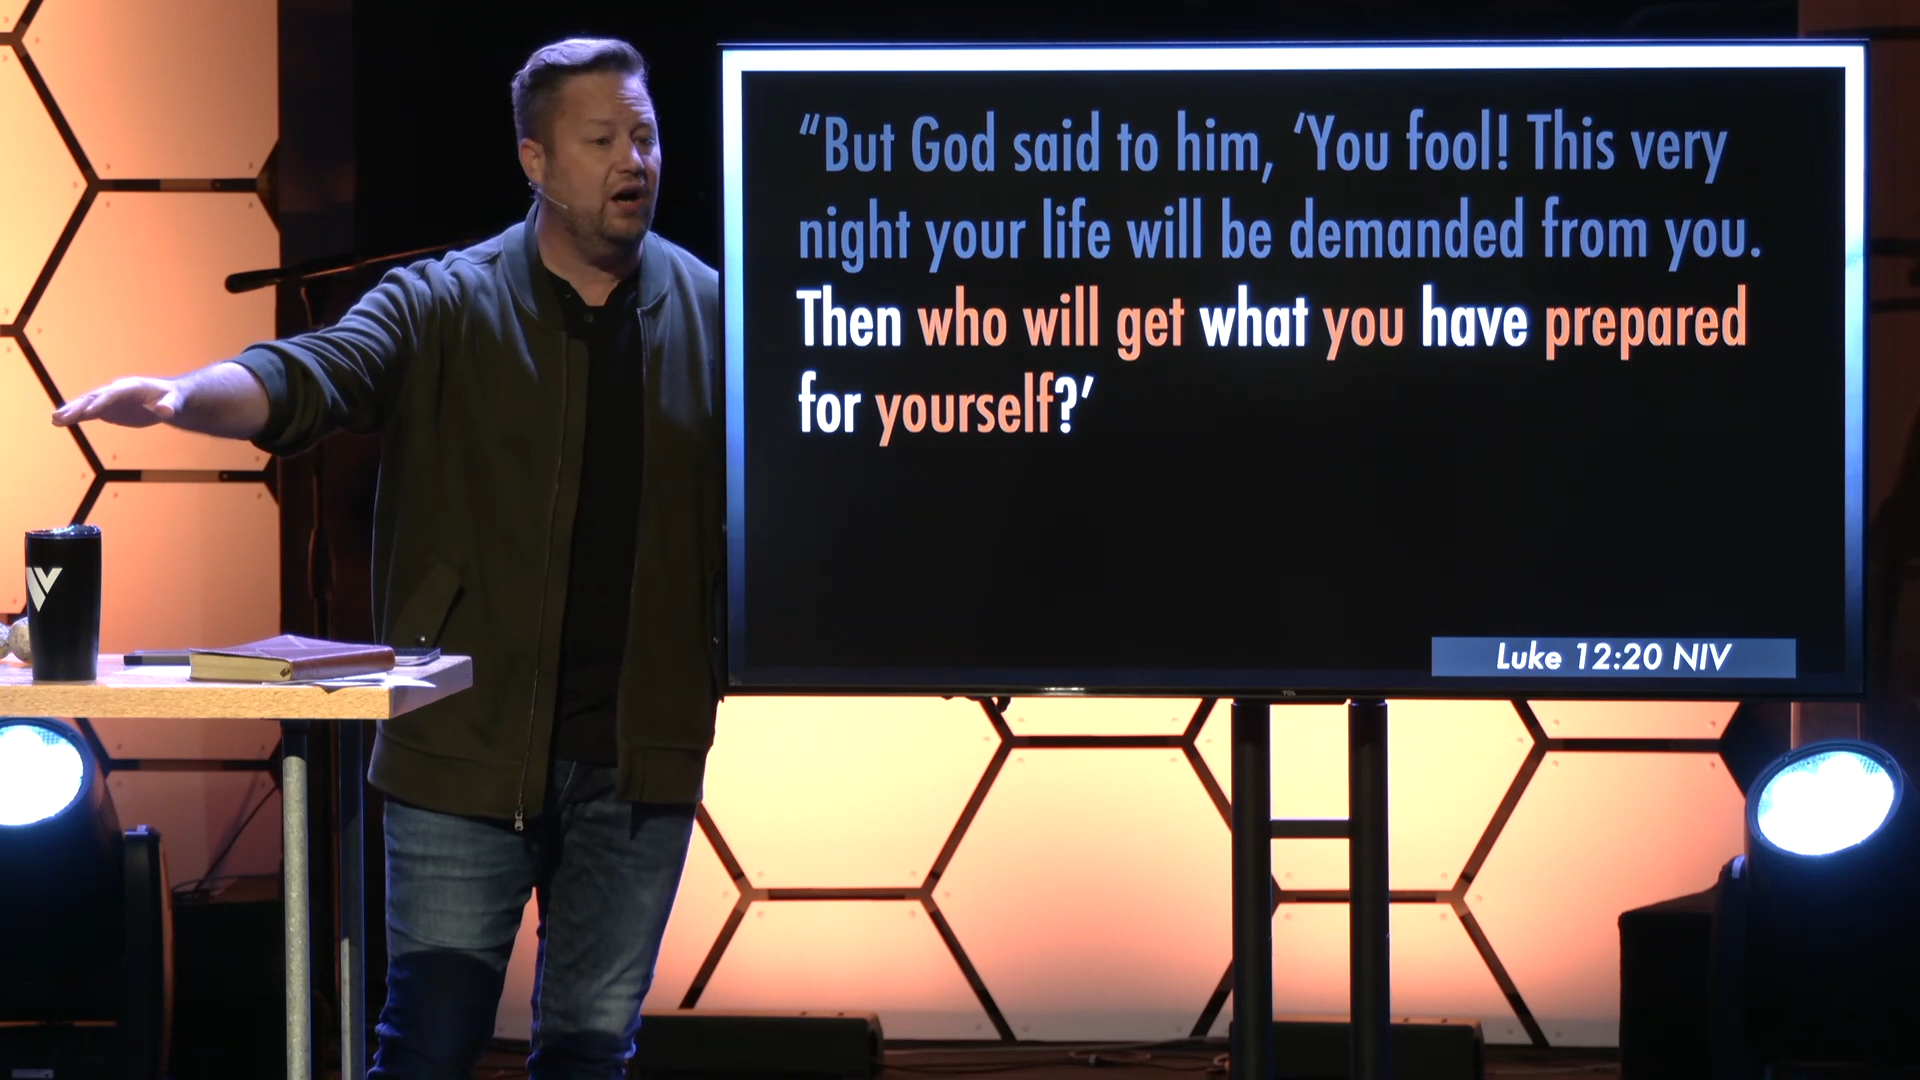 “But God said to him, ‘You fool! This very
night your life will be demanded from you.
Then who will get what you have prepared
for yourself?’
Luke 12:20 NIV
TCL